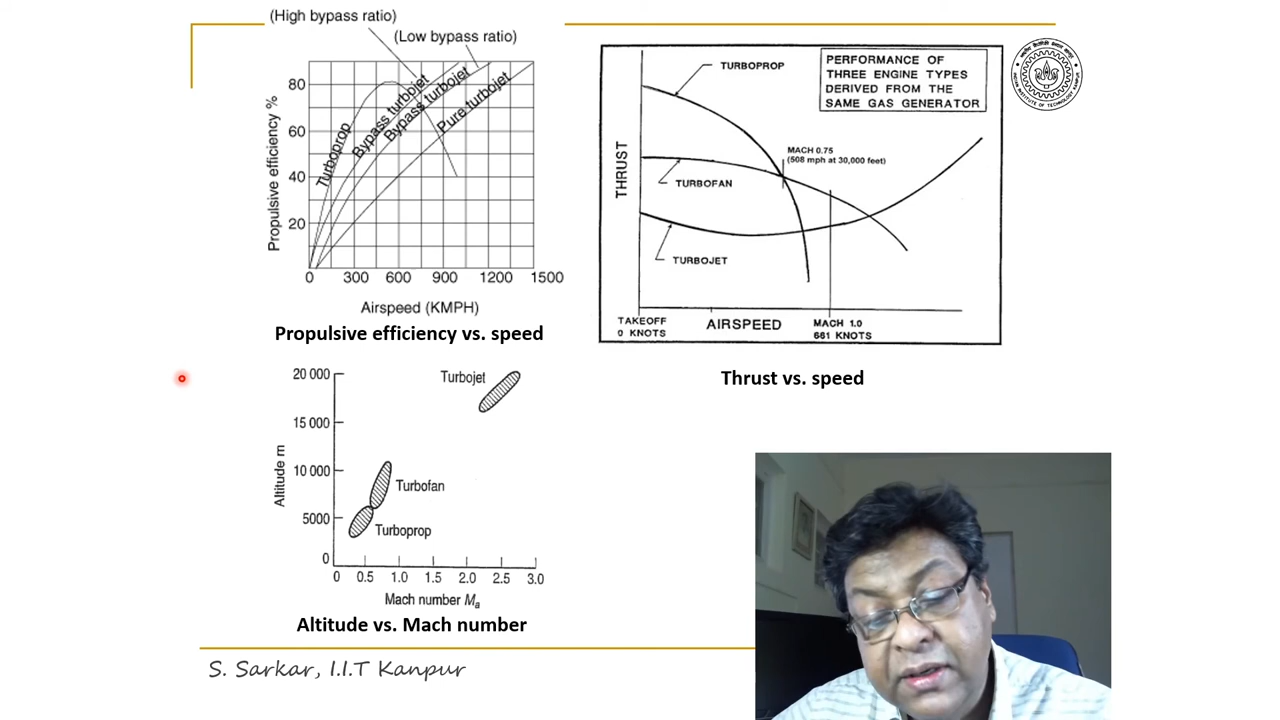 (High bypass ratio)
(Low bypass ratio)
Propulsive efficiency %
80
60
40
20
0 300 600 900 1200 1500
Turboprop
Bypass turbojet
Bypass turbojet
Pure turbojet
Airspeed (KMPH)
Propulsive efficiency vs. speed
PERFORMANCE OF
THREE ENGINE TYPES
DERIVED FROM THE
SAME GAS GENERATOR
TURBOPROP
MACH 0.75
(508 mph at 30,000 feet)
THRUST
TURBOFAN
TURBOJET
TAKEOFF
0 KNOTS
AIRSPEED
MACH 1.0
661 KNOTS
Thrust vs. speed
Altitude m
20 000
15 000
10 000
5000
0
Turbojet
Turbofan
Turboprop
0 0.5 1.0 1.5 2.0 2.5 3.0
Mach number Ma
Altitude vs. Mach number
S. Sarkar, I.I.T Kanpur